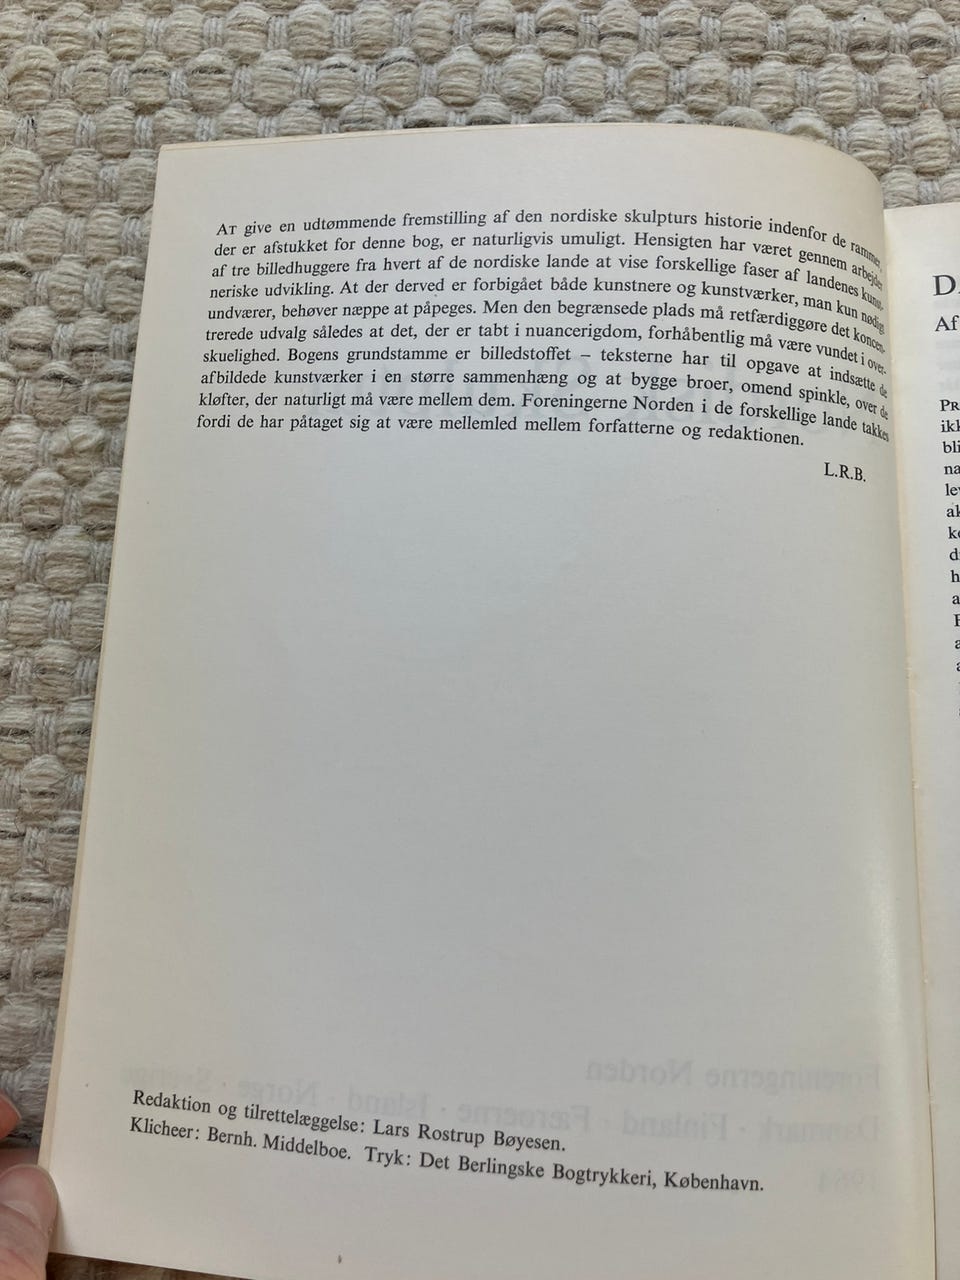 AT give en udtømmende fremstilling af den nordiske skulpturs historie indenfor de rammer,
der er afstukket for denne bog, er naturligvis umuligt. Hensigten har været gennem arbejder
af tre billedhuggere fra hvert af de nordiske lande at vise forskellige faser af landenes kunst-
neriske udvikling. At der derved er forbigået både kunstnere og kunstværker, man kun nødigt
undværer, behøver næppe at påpeges. Men den begrænsede plads må retfærdiggøre det koncen-
trerede udvalg således at det, der er tabt i nuancerigdom, forhåbentlig må være vundet i over-
skuelighed. Bogens grundstamme er billedstoffet – teksterne har til opgave at indsætte de
afbildede kunstværker i en større sammenhæng og at bygge broer, omend spinkle, over de
kløfter, der naturligt må være mellem dem. Foreningerne Norden i de forskellige lande takkes
fordi de har påtaget sig at være mellemled mellem forfatterne og redaktionen.
L.R.B.
Redaktion og tilrettelæggelse: Lars Rostrup Bøyesen.
Klicheer: Bernh. Middelboe. Tryk: Det Berlingske Bogtrykkeri, København.
Af